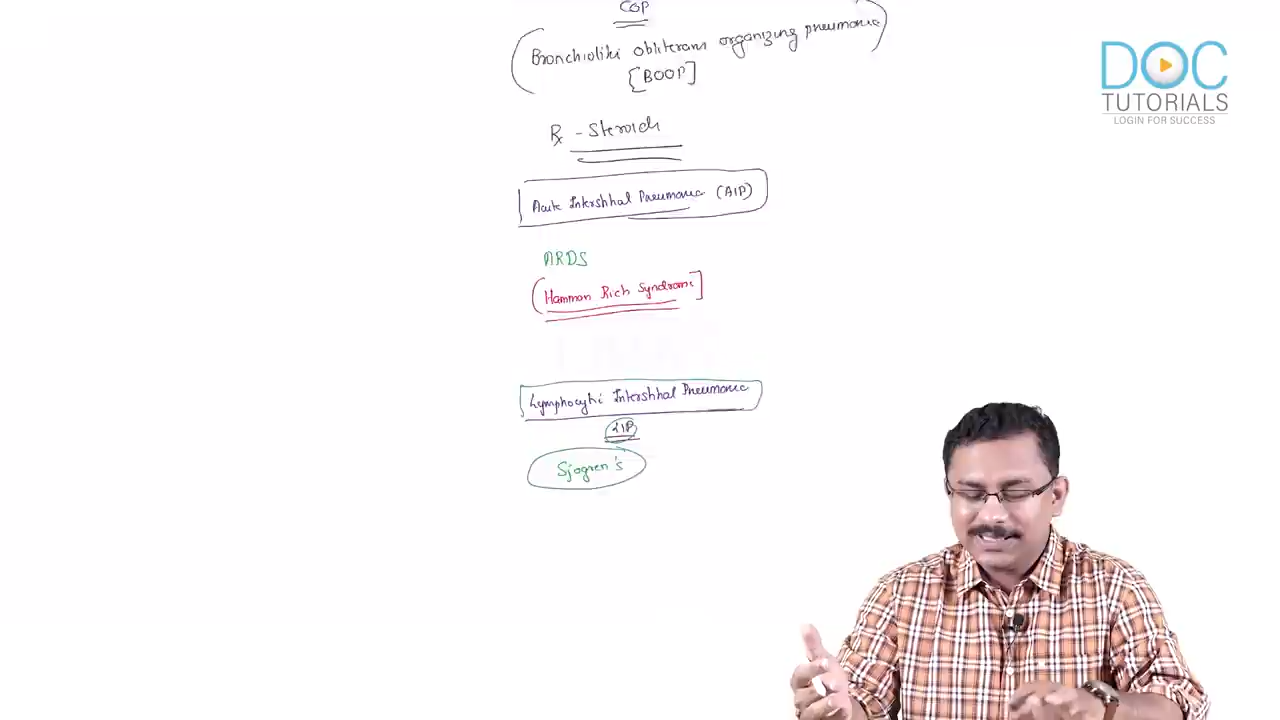 COP
(Bronchiolitis obliterans organizing pneumonia)
[BOOP]
Rx - Steroids
Acute Interstitial Pneumonia (AIP)
ARDS
(Hamman Rich Syndrome]
Lymphocytic Interstitial Pneumonia
LIP
Sjogren's
DOC
TUTORIALS
LOGIN FOR SUCCESS